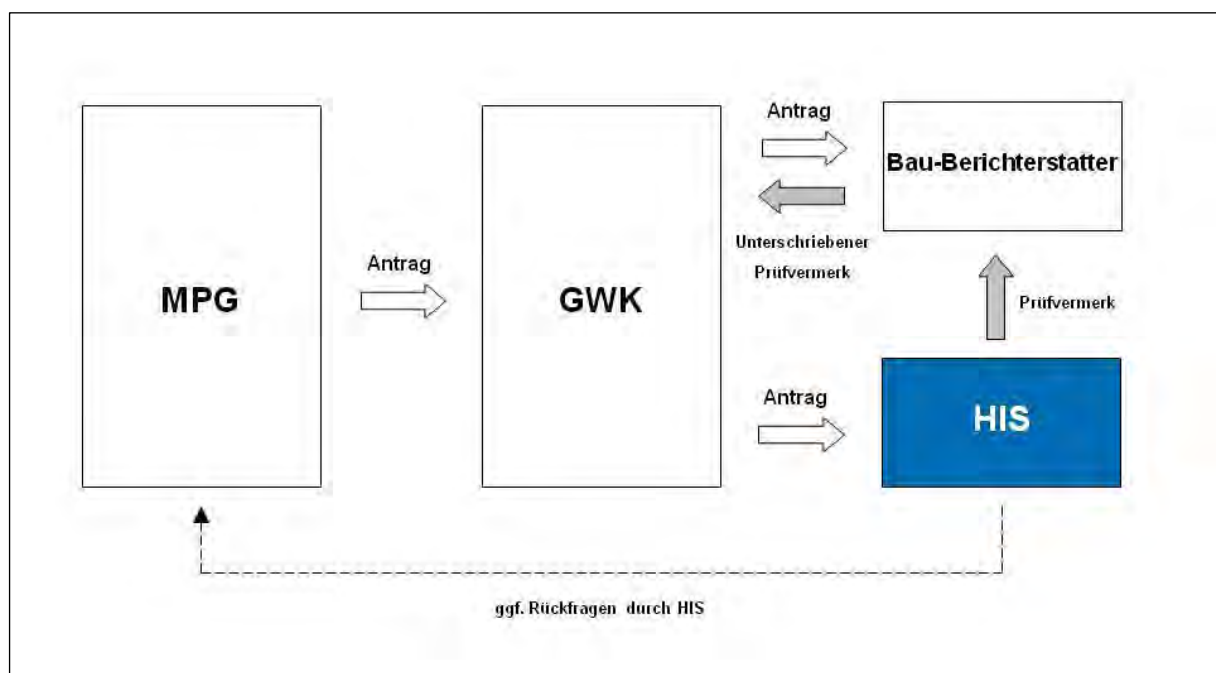 Antrag
Bau-Berichterstatter
Unterschriebener
Prüfvermerk
Antrag
MPG
GWK
Prüfvermerk
Antrag
HIS
ggf. Rückfragen durch HIS